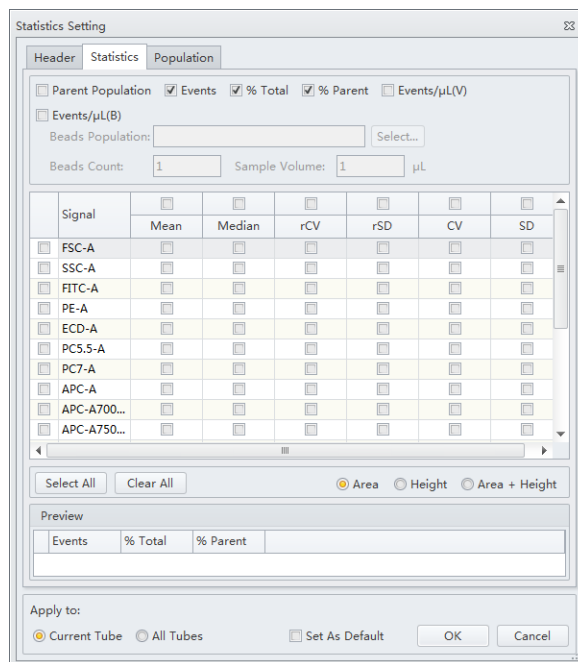 Statistics Setting
Header Statistics Population
Parent Population Events % Total % Parent Events/μL(V)
Events/μL(B)
Beads Population: Select...
Beads Count: 1 Sample Volume: 1 μL
Signal
Mean Median rCV rSD CV SD
FSC-A
SSC-A
FITC-A
PE-A
ECD-A
PC5.5-A
PC7-A
APC-A
APC-A700...
APC-A750...
Select All Clear All Area Height Area + Height
Preview
Events % Total % Parent
Apply to:
Current Tube All Tubes Set As Default OK Cancel